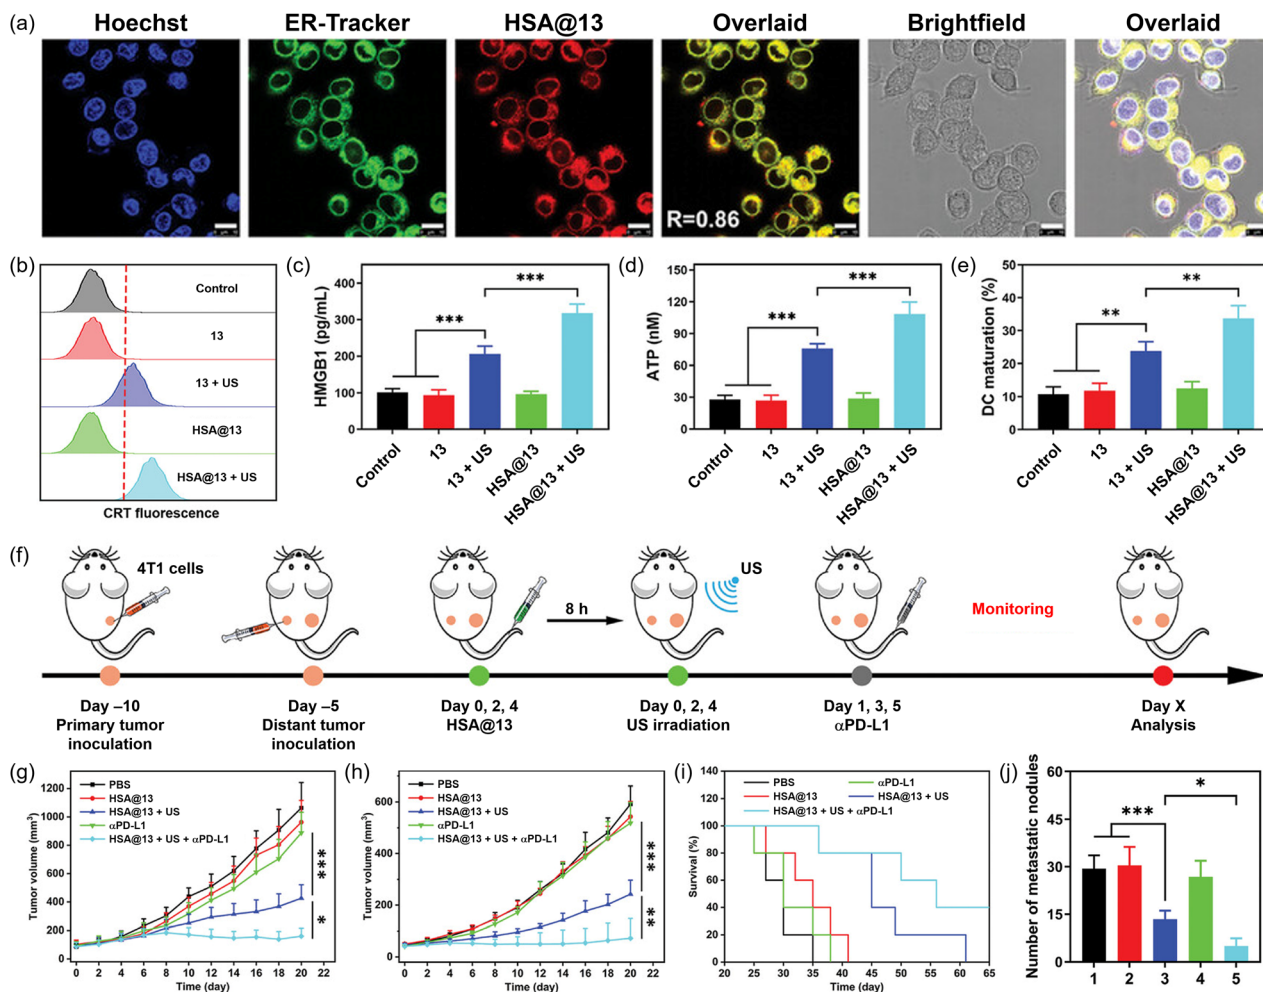 (a)
Hoechst
ER-Tracker
HSA@13
Overlaid
Brightfield
Overlaid
R=0.86
(b)
Control
13
13 + US
HSA@13
HSA@13 + US
CRT fluorescence
(c)
HMGB1 (pg/mL)
400
300
200
100
0
***
***
Control
13
13 + US
HSA@13
HSA@13 + US
(d)
ATP (nM)
150
120
90
60
30
0
***
***
Control
13
13 + US
HSA@13
HSA@13 + US
(e)
DC maturation (%)
50
40
30
20
10
0
**
**
Control
13
13 + US
HSA@13
HSA@13 + US
(f)
4T1 cells
8 h
US
Monitoring
Day –10
Primary tumor
inoculation
Day –5
Distant tumor
inoculation
Day 0, 2, 4
HSA@13
Day 0, 2, 4
US irradiation
Day 1, 3, 5
αPD-L1
Day X
Analysis
(g)
Tumor volume (mm³)
1200
1000
800
600
400
200
0
PBS
HSA@13
HSA@13 + US
αPD-L1
HSA@13 + US + αPD-L1
***
*
0 2 4 6 8 10 12 14 16 18 20 22
Time (day)
(h)
Tumor volume (mm³)
600
400
200
0
PBS
HSA@13
HSA@13 + US
αPD-L1
HSA@13 + US + αPD-L1
***
**
0 2 4 6 8 10 12 14 16 18 20 22
Time (day)
(i)
Survival (%)
140
120
100
80
60
40
20
0
PBS
αPD-L1
HSA@13
HSA@13 + US
HSA@13 + US + αPD-L1
20 25 30 35 40 45 50 55 60 65
Time (day)
(j)
Number of metastatic nodules
60
45
30
15
0
***
*
1 2 3 4 5